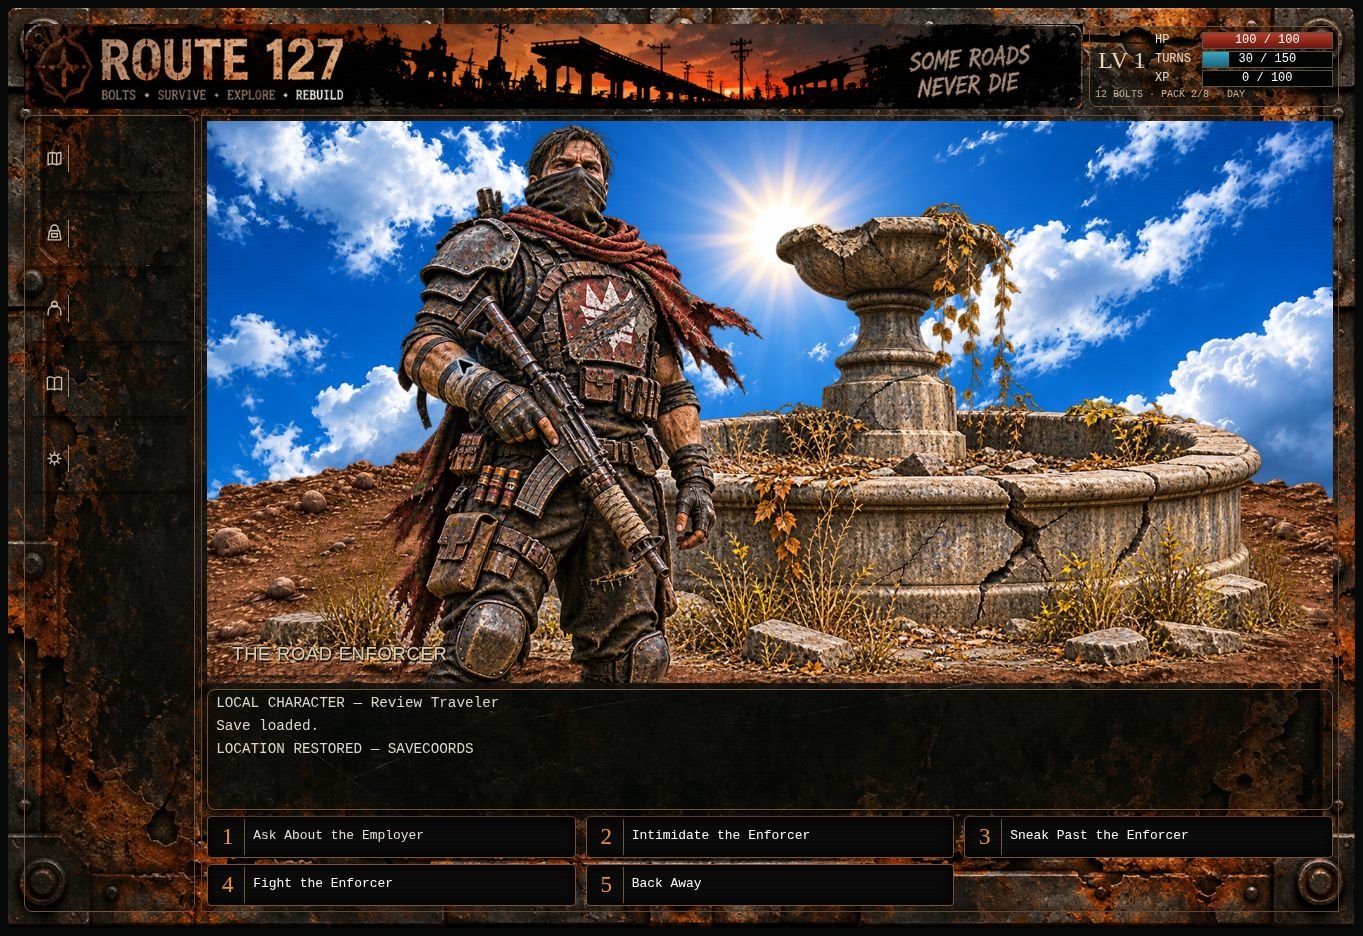 ROUTE 127
BOLTS • SURVIVE • EXPLORE • REBUILD
SOME ROADS
NEVER DIE
LV 1
HP 100 / 100
TURNS 30 / 150
XP 0 / 100
12 BOLTS · PACK 2/8 · DAY
THE ROAD ENFORCER
LOCAL CHARACTER — Review Traveler
Save loaded.
LOCATION RESTORED — SAVECOORDS
1 Ask About the Employer
2 Intimidate the Enforcer
3 Sneak Past the Enforcer
4 Fight the Enforcer
5 Back Away